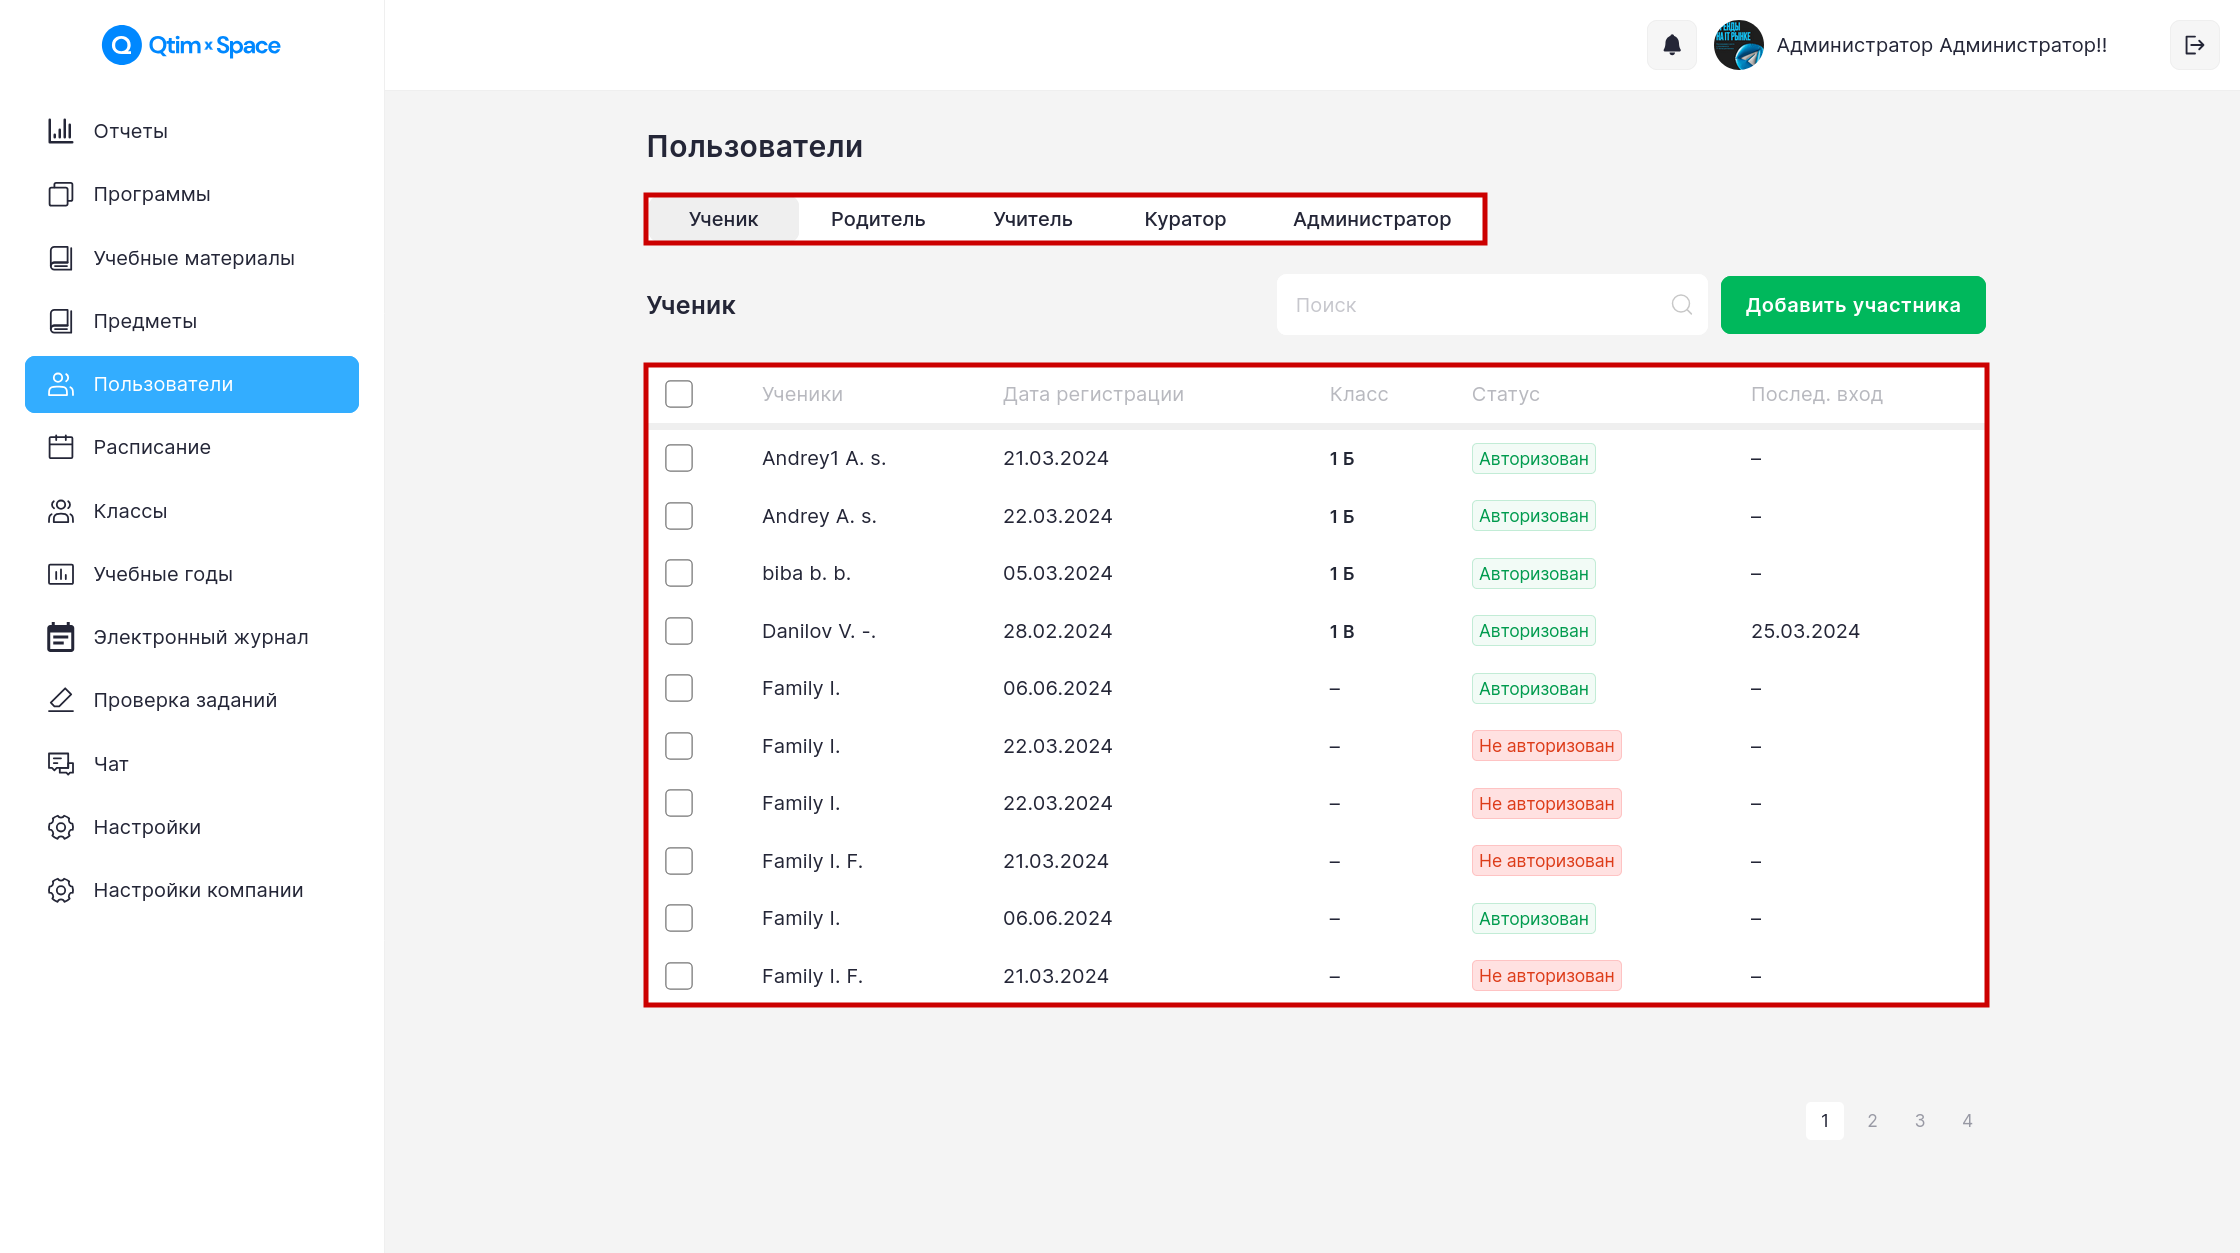 Qtim × Space
Администратор Администратор!!
Отчеты
Программы
Учебные материалы
Предметы
Пользователи
Расписание
Классы
Учебные годы
Электронный журнал
Проверка заданий
Чат
Настройки
Настройки компании
Пользователи
Ученик Родитель Учитель Куратор Администратор
Ученик Поиск Добавить участника
Ученики Дата регистрации Класс Статус Послед. вход
Andrey1 A. s. 21.03.2024 1 Б Авторизован –
Andrey A. s. 22.03.2024 1 Б Авторизован –
biba b. b. 05.03.2024 1 Б Авторизован –
Danilov V. -. 28.02.2024 1 В Авторизован 25.03.2024
Family I. 06.06.2024 – Авторизован –
Family I. 22.03.2024 – Не авторизован –
Family I. 22.03.2024 – Не авторизован –
Family I. F. 21.03.2024 – Не авторизован –
Family I. 06.06.2024 – Авторизован –
Family I. F. 21.03.2024 – Не авторизован –
1 2 3 4